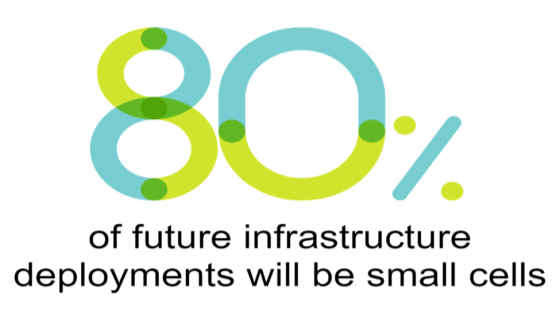 80%
of future infrastructure
deployments will be small cells